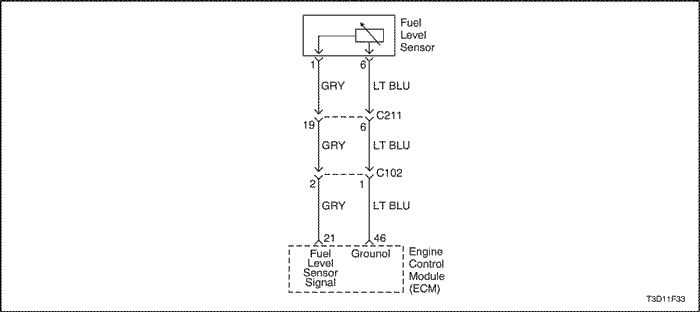 Fuel
Level
Sensor
1 6
GRY LT BLU
C211
19 6
GRY LT BLU
C102
2 1
GRY LT BLU
21 46
Fuel
Level
Sensor
Signal
Grounol
Engine
Control
Module
(ECM)
T3D11F33